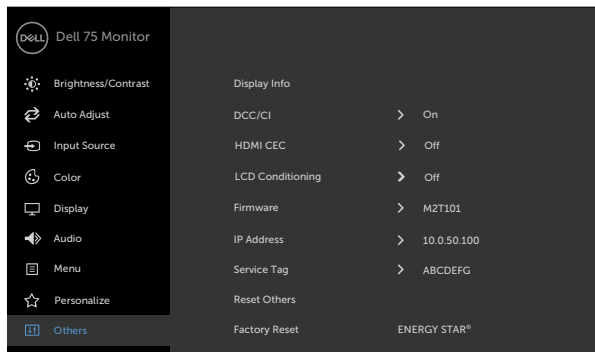 DELL Dell 75 Monitor
Brightness/Contrast Display Info
Auto Adjust DCC/CI On
Input Source HDMI CEC Off
Color LCD Conditioning Off
Display Firmware M2T101
Audio IP Address 10.0.50.100
Menu Service Tag ABCDEFG
Personalize Reset Others
Others Factory Reset ENERGY STAR®